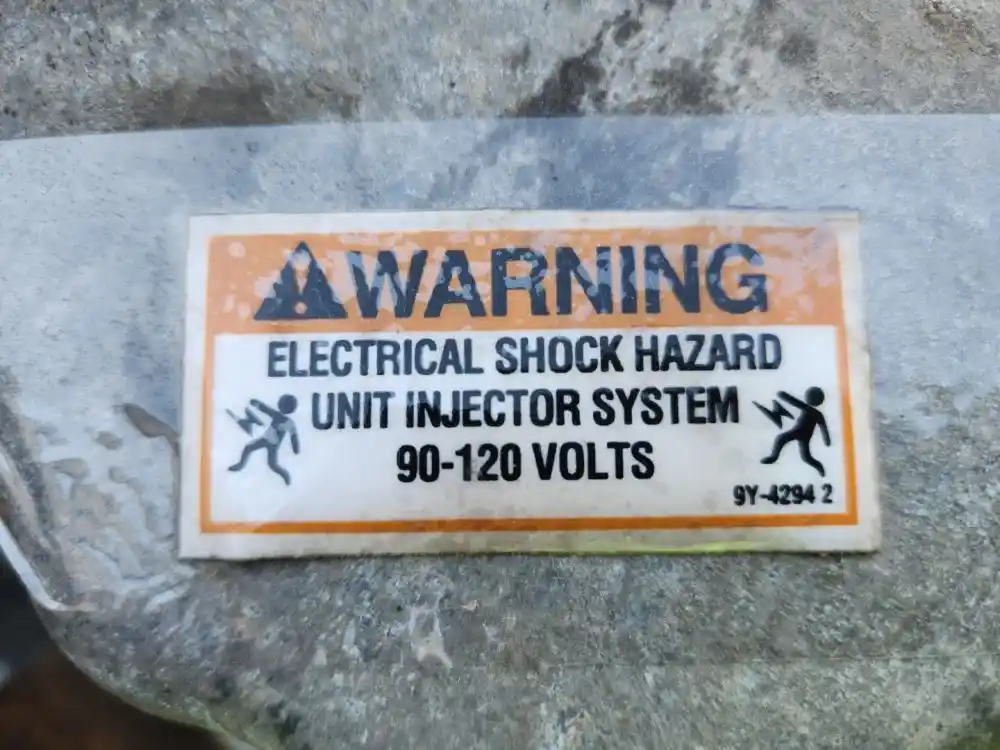 WARNING
ELECTRICAL SHOCK HAZARD
UNIT INJECTOR SYSTEM
90-120 VOLTS
9Y-4294 2